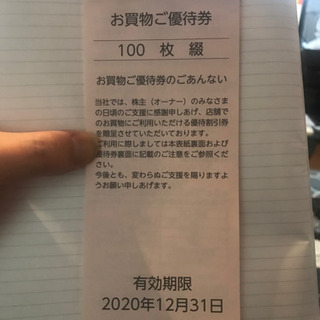 お買物ご優待券
100 枚 綴
お買物ご優待券のごあんない
当社では、株主（オーナー）のみなさま
の日頃のご支援に感謝申しあげ、店舗で
のお買物にご利用いただける優待割引券
を贈呈させていただいております。
ご利用に際しましては本表紙裏面および
優待券裏面に記載のご注意をご参照くだ
さい。
今後とも、変わらぬご支援を賜りますよ
うお願い申しあげます。
有効期限
2020年12月31日